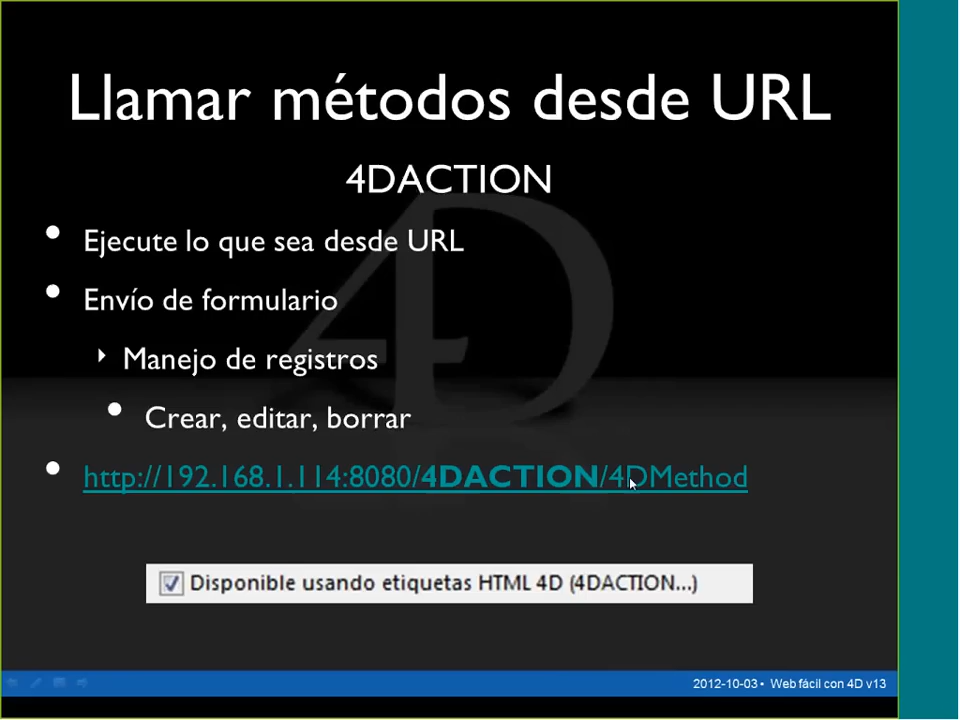 Llamar métodos desde URL
4DACTION
• Ejecute lo que sea desde URL
• Envío de formulario
‣ Manejo de registros
• Crear, editar, borrar
• http://192.168.1.114:8080/4DACTION/4DMethod
Disponible usando etiquetas HTML 4D (4DACTION...)
2012-10-03 • Web fácil con 4D v13
4D